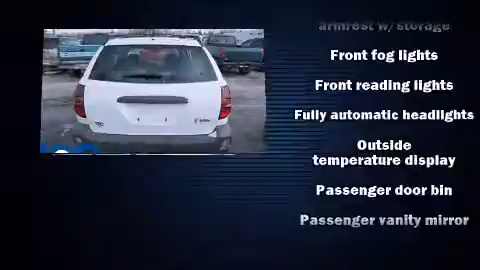 armrest w/ storage
Front fog lights
Front reading lights
Fully automatic headlights
Outside
temperature display
Passenger door bin
Passenger vanity mirror